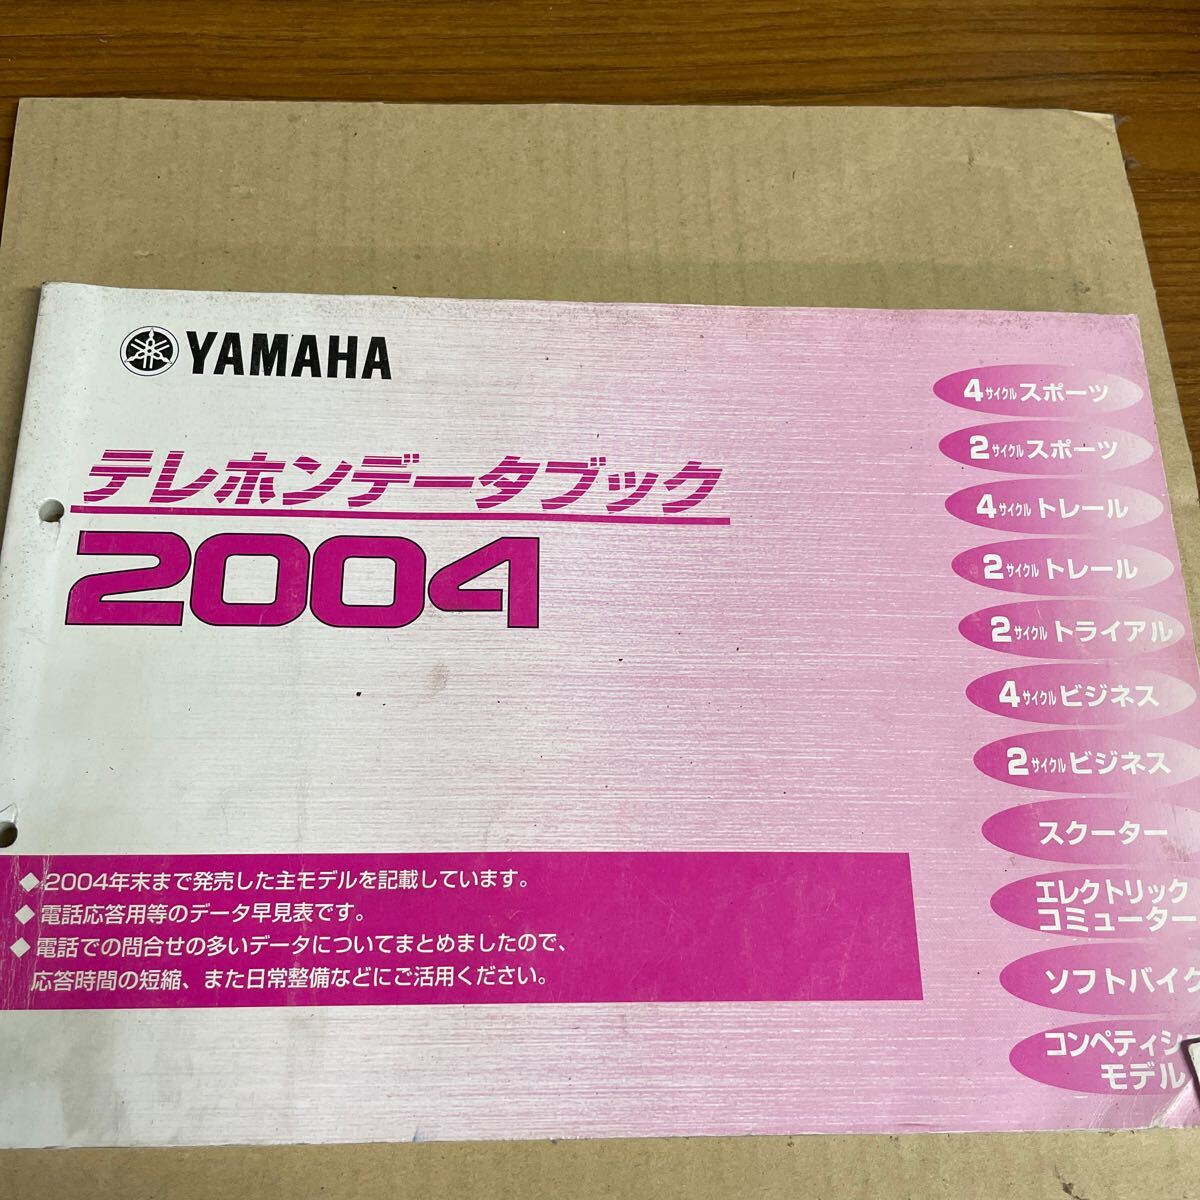 YAMAHA
テレホンデータブック
2004
4サイクル スポーツ
2サイクル スポーツ
4サイクル トレール
2サイクル トレール
2サイクル トライアル
4サイクル ビジネス
2サイクル ビジネス
スクーター
エレクトリック
コミューター
ソフトバイク
コンペティシ
モデル
◆2004年末まで発売した主モデルを記載しています。
◆電話応答用等のデータ早見表です。
◆電話での問合せの多いデータについてまとめましたので、
応答時間の短縮、また日常整備などにご活用ください。